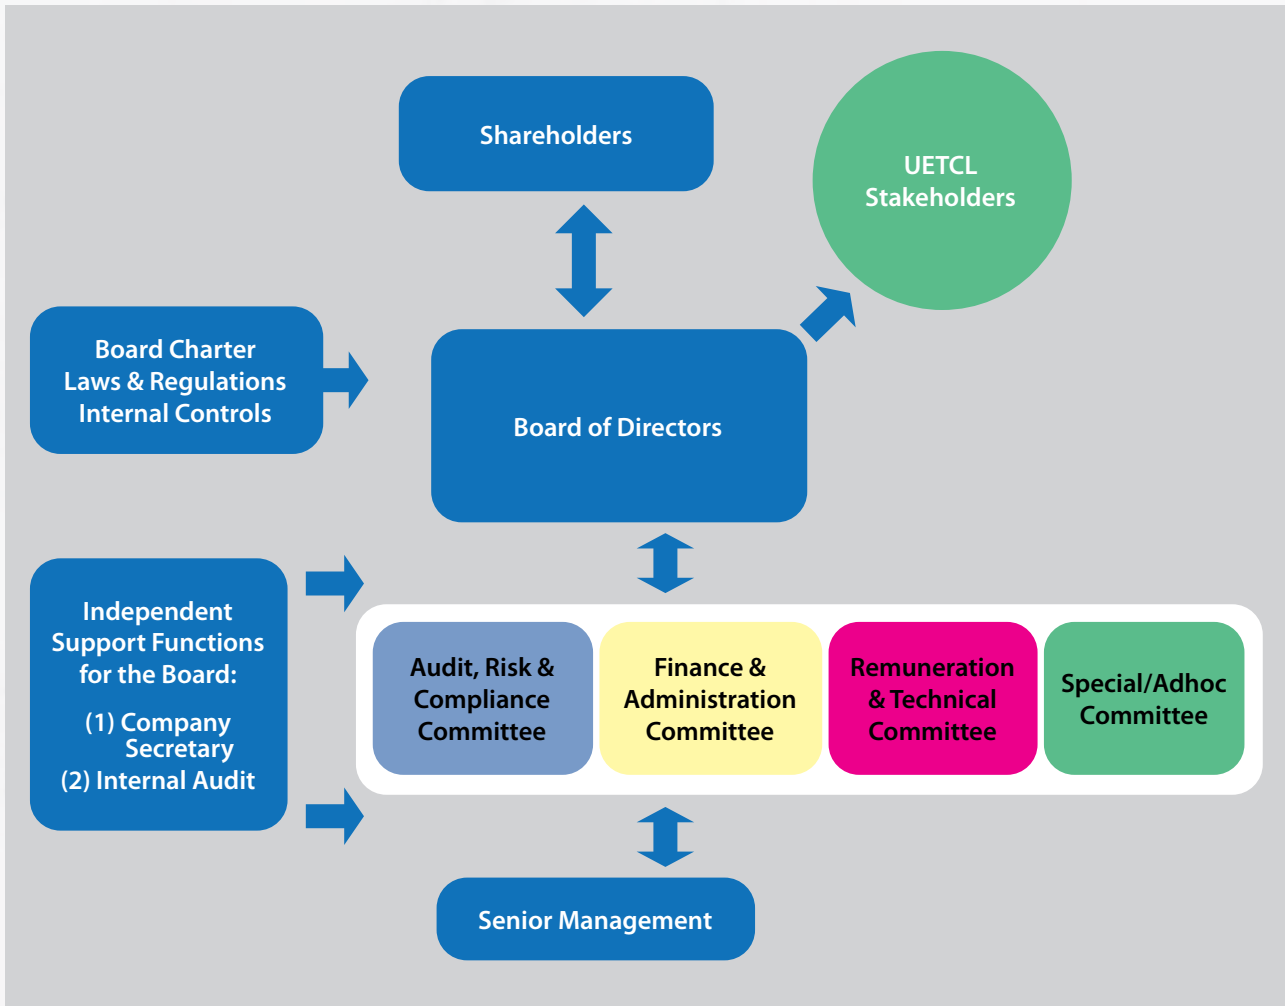 Shareholders
UETCL
Stakeholders
Board Charter
Laws & Regulations
Internal Controls
Board of Directors
Independent
Support Functions
for the Board:
(1) Company
Secretary
(2) Internal Audit
Audit, Risk &
Compliance
Committee
Finance &
Administration
Committee
Remuneration
& Technical
Committee
Special/Adhoc
Committee
Senior Management